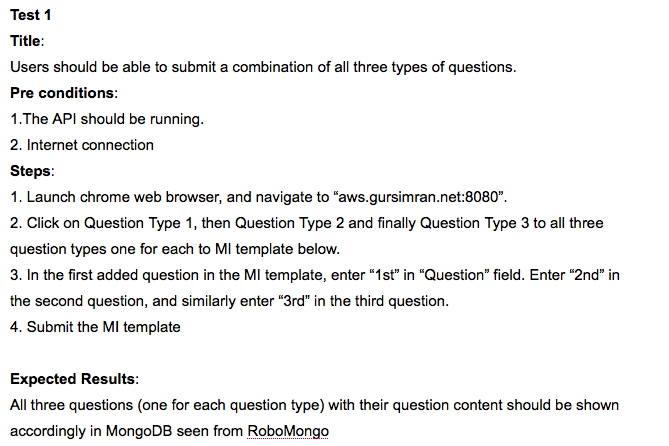 Test 1
Title:
Users should be able to submit a combination of all three types of questions.
Pre conditions:
1.The API should be running.
2. Internet connection
Steps:
1. Launch chrome web browser, and navigate to “aws.gursimran.net:8080”.
2. Click on Question Type 1, then Question Type 2 and finally Question Type 3 to all three
question types one for each to MI template below.
3. In the first added question in the MI template, enter “1st” in “Question” field. Enter “2nd” in
the second question, and similarly enter “3rd” in the third question.
4. Submit the MI template
Expected Results:
All three questions (one for each question type) with their question content should be shown
accordingly in MongoDB seen from RoboMongo